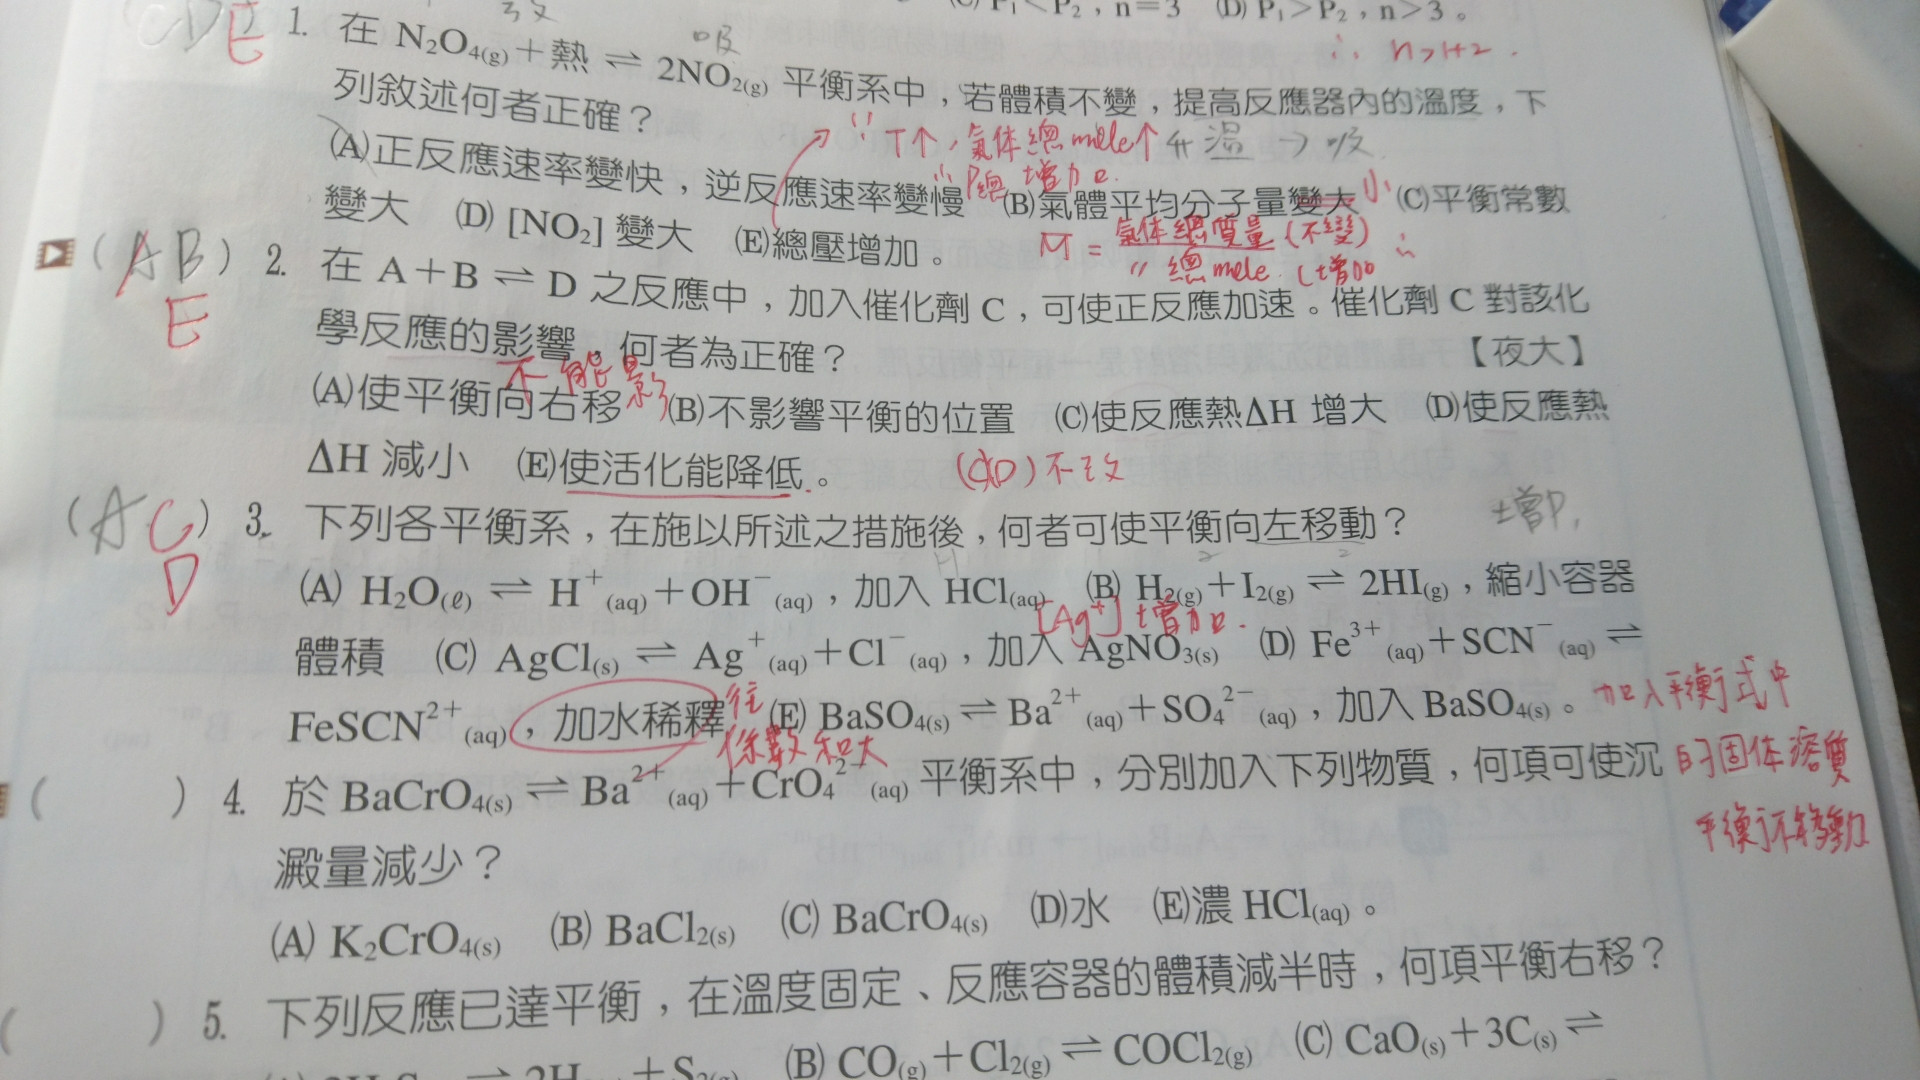 (C) P₁<P₂,n=3 (D) P₁>P₂,n>3。
∴ n>1+2.
CDE 1. 在 N₂O₄(g)+熱 ⇌ 2NO₂(g) 平衡系中,若體積不變,提高反應器內的溫度,下
吸
列敘述何者正確?
∵ T↑,氣体總mole↑ 升溫→吸
∴ P總 增加.
(A)正反應速率變快,逆反應速率變慢 (B)氣體平均分子量變大 小 (C)平衡常數
變大 (D) [NO₂] 變大 (E)總壓增加。
M = 氣体總質量 (不變)
〃總mole (增加
(AB) E 2. 在 A+B ⇌ D 之反應中,加入催化劑 C,可使正反應加速。催化劑 C 對該化
學反應的影響,何者為正確? 【夜大】
不能影
(A)使平衡向右移 (B)不影響平衡的位置 (C)使反應熱ΔH 增大 (D)使反應熱
ΔH 減小 (E)使活化能降低。 (CD)不改
(AC) D 3. 下列各平衡系,在施以所述之措施後,何者可使平衡向左移動? 增P,
(A) H₂O(ℓ) ⇌ H⁺(aq)+OH⁻(aq),加入 HCl(aq) (B) H₂(g)+I₂(g) ⇌ 2HI(g),縮小容器
[Ag⁺]增加.
體積 (C) AgCl(s) ⇌ Ag⁺(aq)+Cl⁻(aq),加入 AgNO₃(s) (D) Fe³⁺(aq)+SCN⁻(aq) ⇌
FeSCN²⁺(aq),加水稀釋 (E) BaSO₄(s) ⇌ Ba²⁺(aq)+SO₄²⁻(aq),加入 BaSO₄(s)。 加入平衡式中
往
係數和大
的固体溶質
平衡不移動
( ) 4. 於 BaCrO₄(s) ⇌ Ba²⁺(aq)+CrO₄²⁻(aq) 平衡系中,分別加入下列物質,何項可使沉
澱量減少?
(A) K₂CrO₄(s) (B) BaCl₂(s) (C) BaCrO₄(s) (D)水 (E)濃 HCl(aq)。
( ) 5. 下列反應已達平衡,在溫度固定、反應容器的體積減半時,何項平衡右移?
(B) CO(g)+Cl₂(g) ⇌ COCl₂(g) (C) CaO(s)+3C(s) ⇌